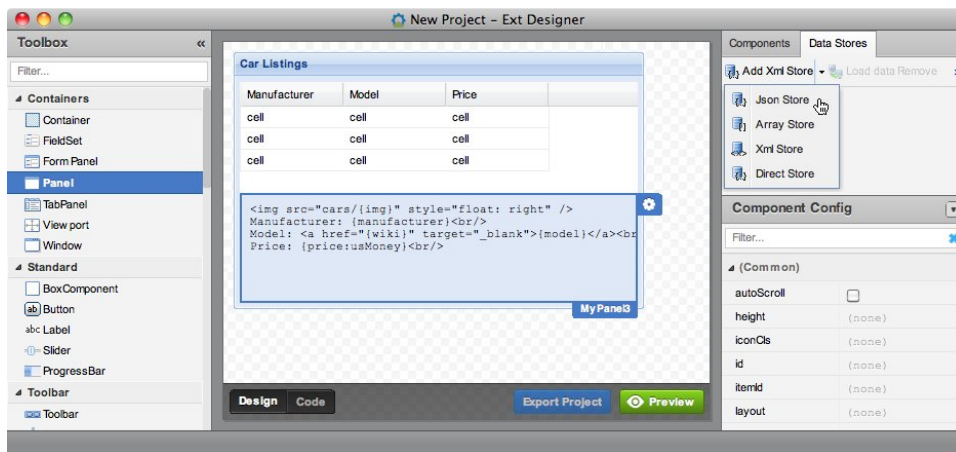 New Project – Ext Designer
Toolbox «
Filter...
Containers
Container
FieldSet
Form Panel
Panel
TabPanel
View port
Window
Standard
BoxComponent
ab Button
abc Label
Slider
ProgressBar
Toolbar
Toolbar
Car Listings
Manufacturer Model Price
cell cell cell
cell cell cell
cell cell cell
<img src="cars/{img}" style="float: right" />
Manufacturer: {manufacturer}<br/>
Model: <a href="{wiki}" target="_blank">{model}</a><br
Price: {price:usMoney}<br/>
MyPanel3
Design Code
Export Project
Preview
Components Data Stores
Add Xml Store Load data Remove
Json Store
Array Store
Xml Store
Direct Store
Component Config
Filter...
(Common)
autoScroll
height (none)
iconCls (none)
id (none)
itemId (none)
layout (none)